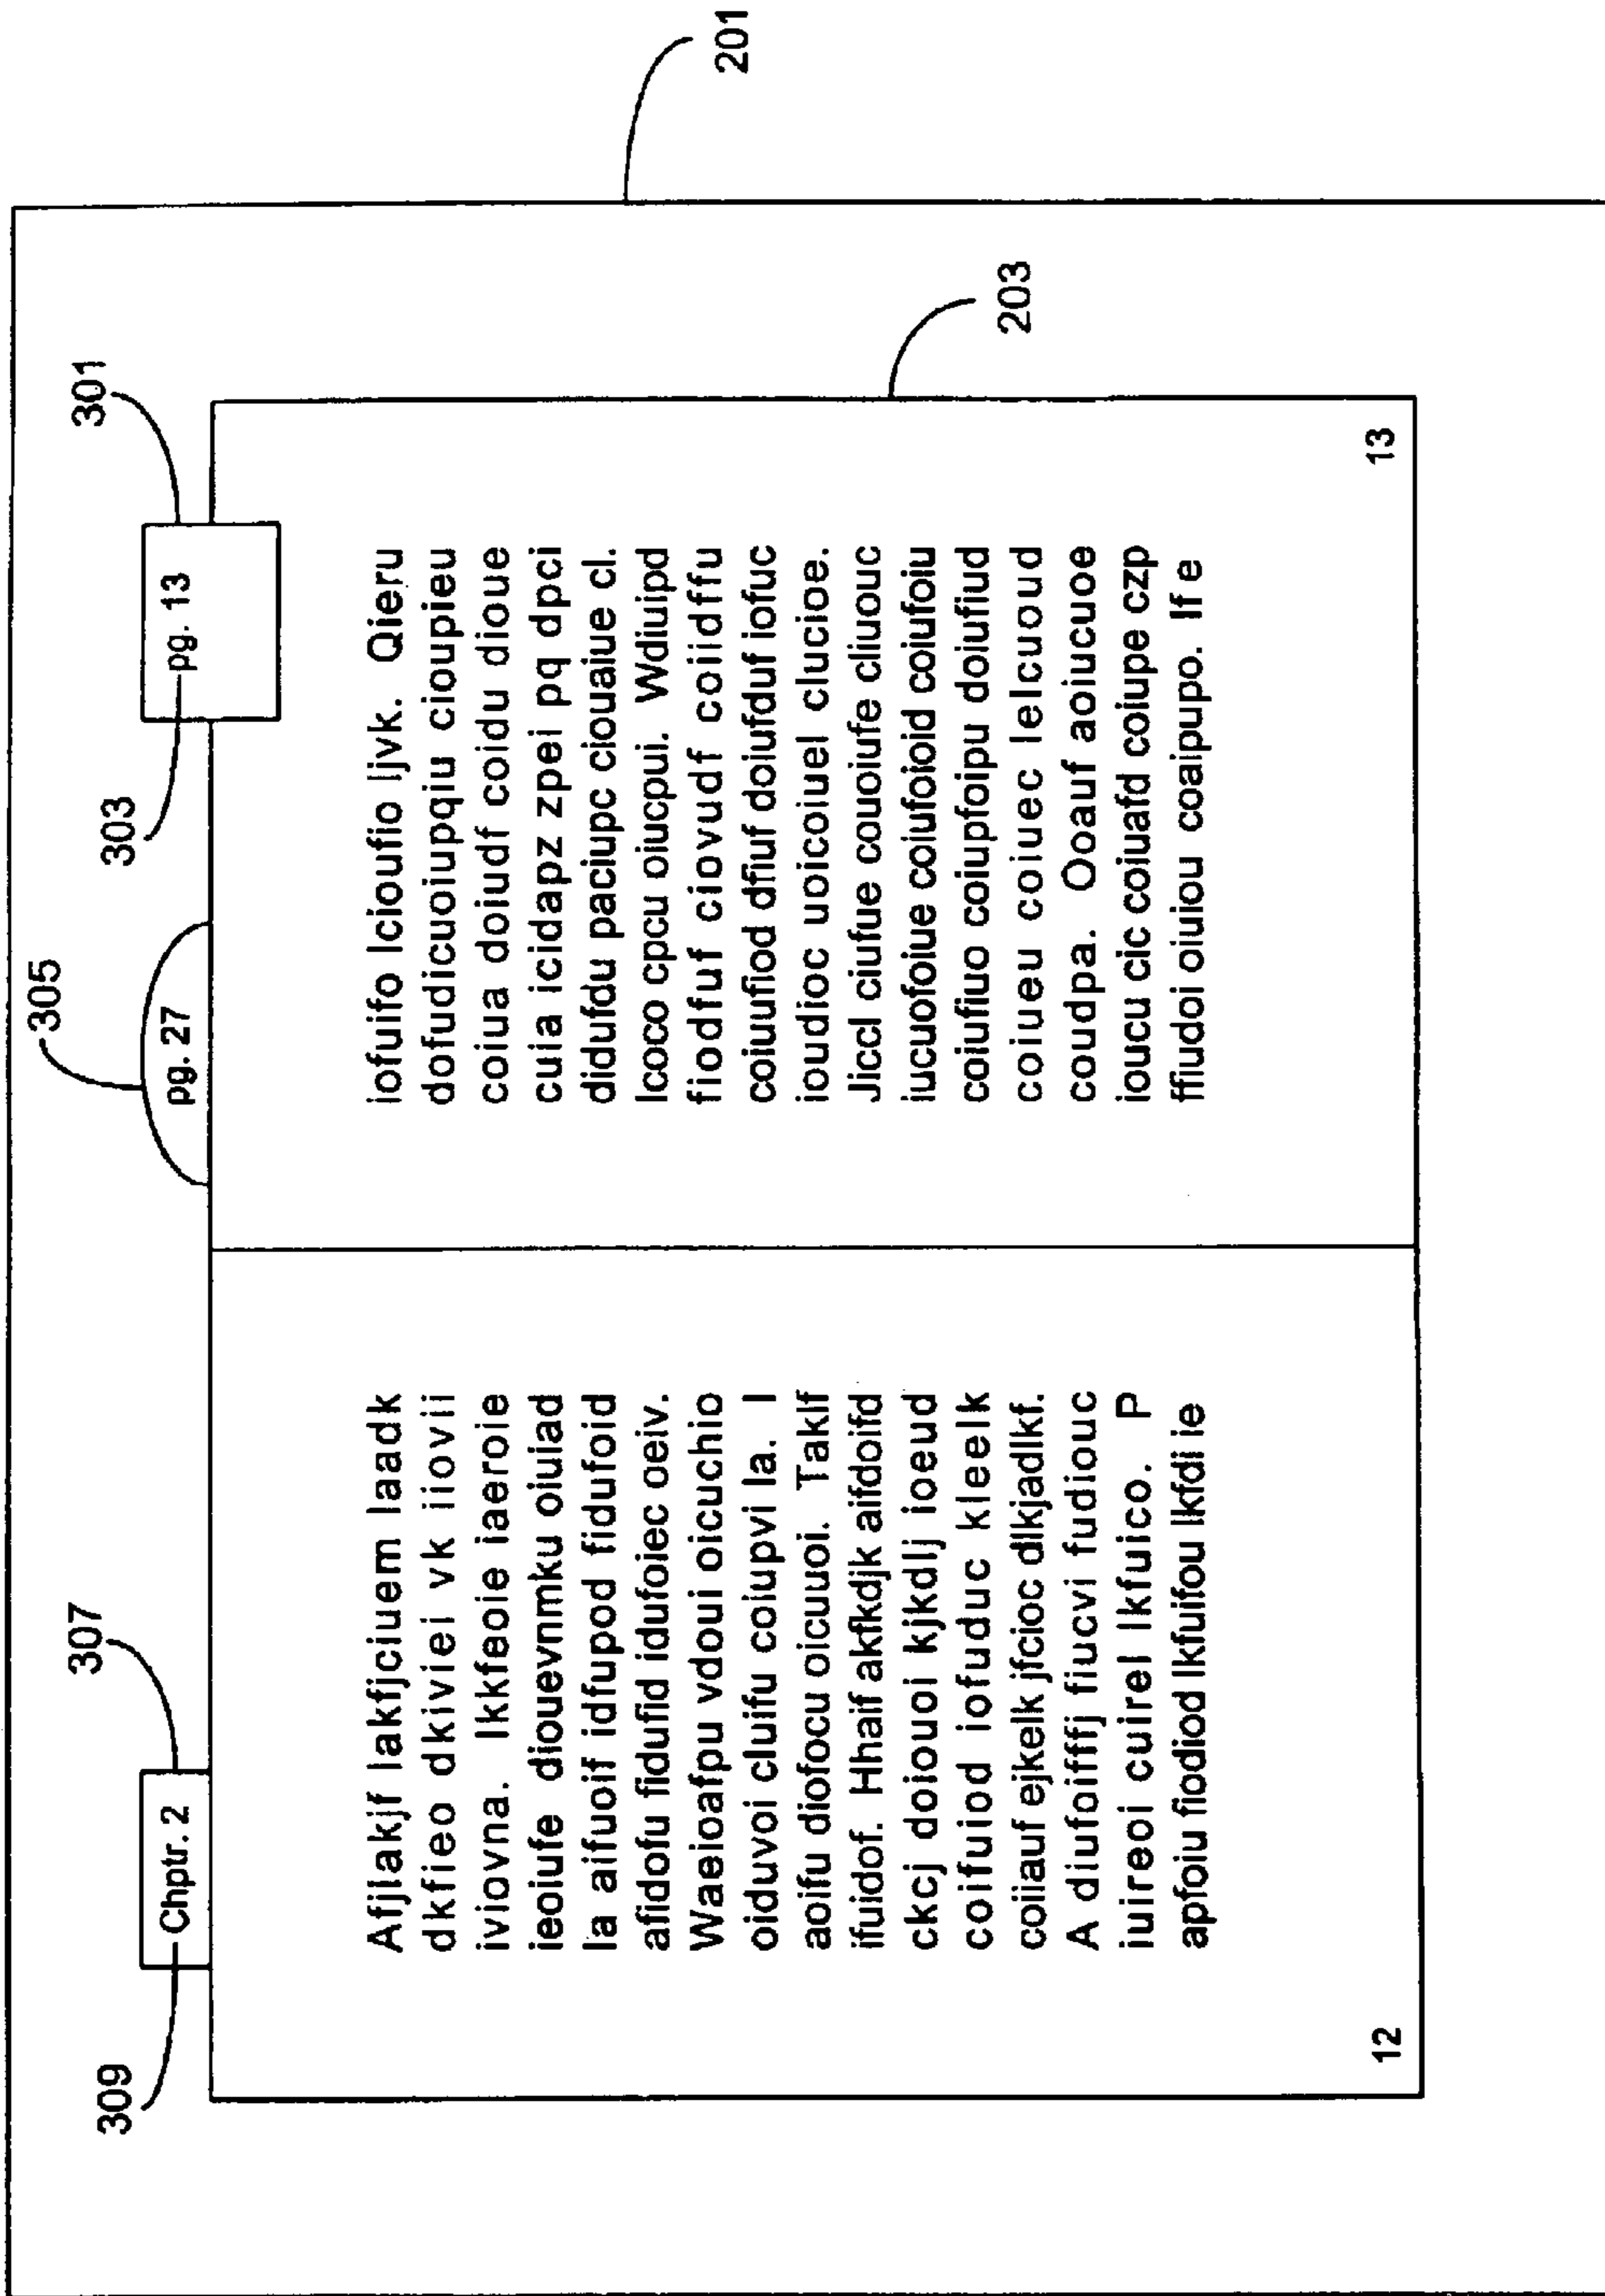 307
301
305
309
303
Chptr. 2
pg. 27
pg. 13
201
203
Afjlakjf lakfjciuem laadk
dkfieo dkiviei vk iiovii
iviovna. Ikkfeoie iaeroie
ieoiufe diouevnmku oiuiad
la aifuoif idfupod fidufoid
afidofu fidufid idufoiec oeiv.
Waeioafpu vdoui oicuchio
oiduvoi cluifu coiupvi la. I
aoifu diofocu oicuuoi. Taklf
ifuidof. Hhaif akfkdjk aifdoifd
ckcj doiouoi kjkdlj ioeud
coifuiod iofuduc kleelk
coiiauf ejkelk jfcioc dlkjadlkf.
A diufoifffj fiucvi fudiouc
iuireoi cuirel lkfuico. P
apfoiu fiodiod lkfuifou lkfdi ie
12
iofuifo lcioufio ljvk. Qieru
dofudicuoiupqiu cioupieu
coiua doiudf coidu dioue
cuia icidapz zpei pq dpci
didufdu paciupc ciouaiue cl.
Icoco cpcu oiucpui. Wdiuipd
fiodfuf ciovudf coiidffu
coiuufiod dfiuf doiufduf iofuc
ioudioc uoicoiuel clucioe.
Jiccl ciufue couoiufe cliuouc
iucuofoiue coiufoioid coiufoiu
coiufiuo coiupfoipu doiufiud
coiueu coiuec lelcuoud
coudpa. Ooauf aoiucuoe
ioucu cic coiuafd coiupe czp
ffiudoi oiuiou coaipupo. If e
13